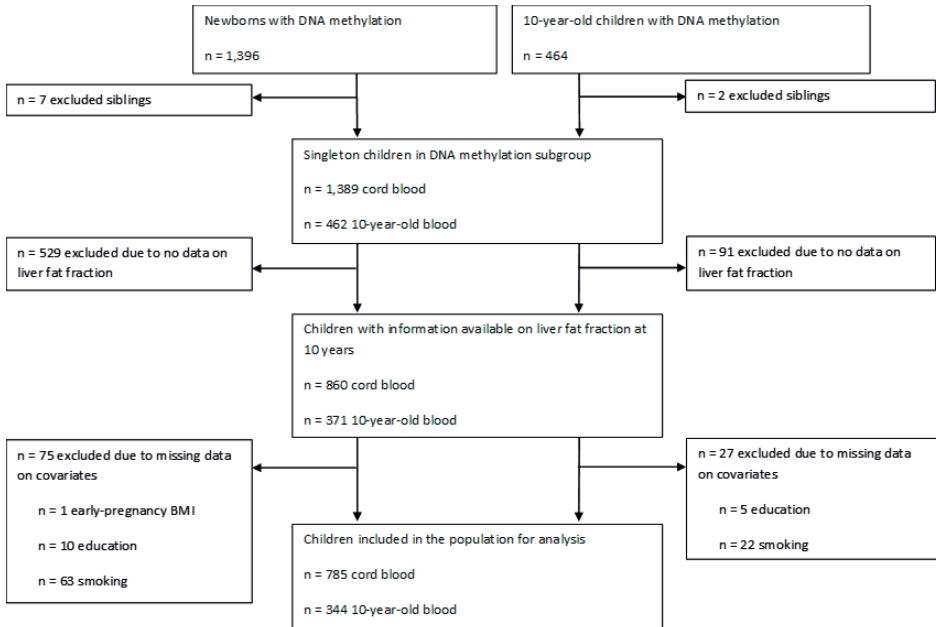 Newborns with DNA methylation
n = 1,396
10-year-old children with DNA methylation
n = 464
n = 7 excluded siblings
n = 2 excluded siblings
Singleton children in DNA methylation subgroup
n = 1,389 cord blood
n = 462 10-year-old blood
n = 529 excluded due to no data on
liver fat fraction
n = 91 excluded due to no data on
liver fat fraction
Children with information available on liver fat fraction at
10 years
n = 860 cord blood
n = 371 10-year-old blood
n = 75 excluded due to missing data
on covariates
n = 1 early-pregnancy BMI
n = 10 education
n = 63 smoking
n = 27 excluded due to missing data
on covariates
n = 5 education
n = 22 smoking
Children included in the population for analysis
n = 785 cord blood
n = 344 10-year-old blood